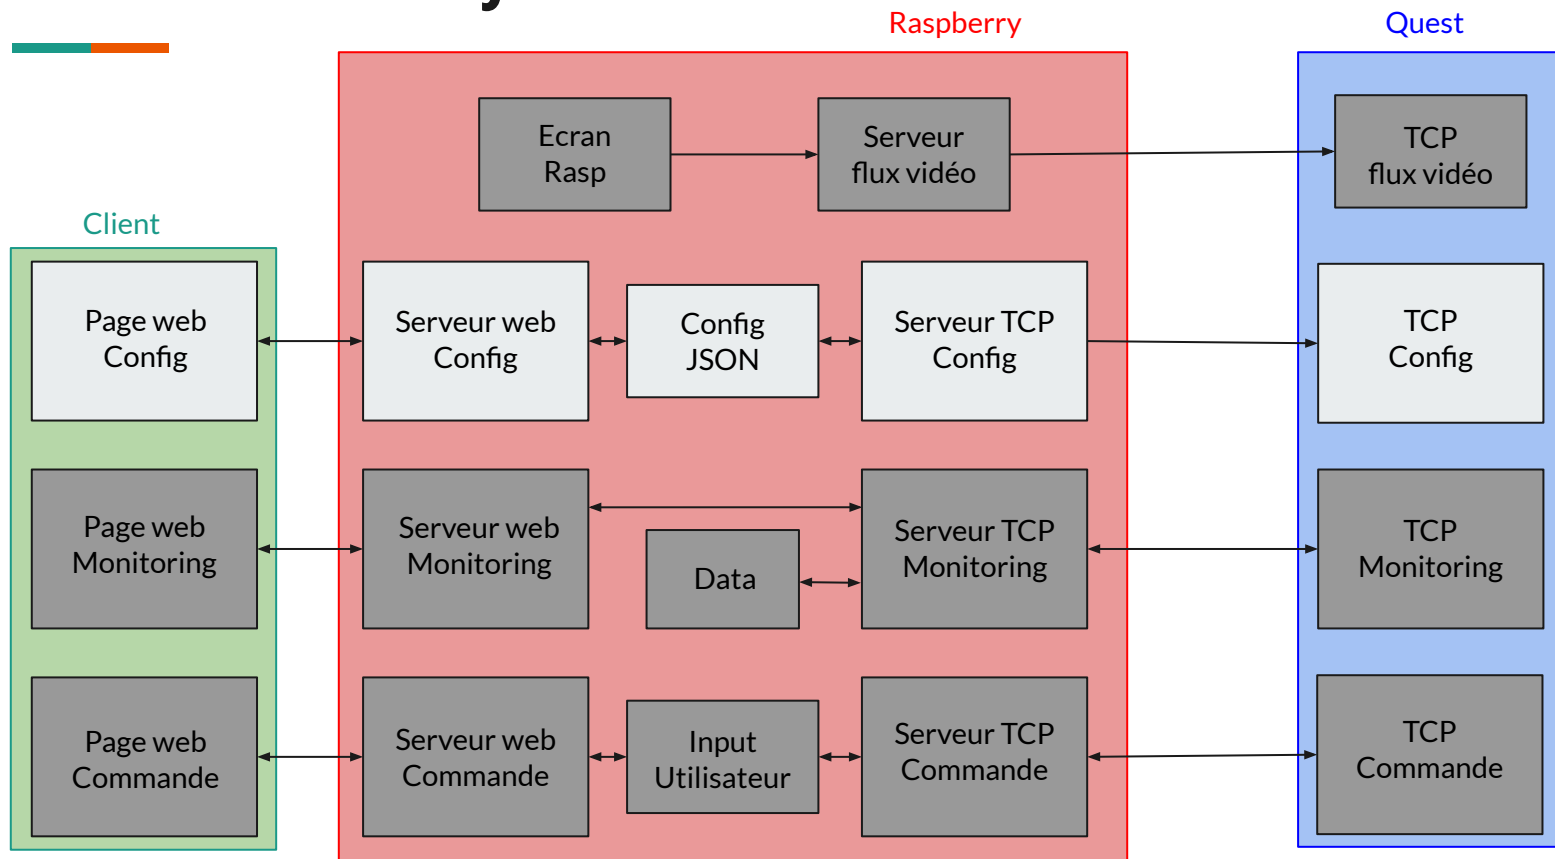 Raspberry
Quest
Ecran
Rasp
Serveur
flux vidéo
TCP
flux vidéo
Client
Page web
Config
Serveur web
Config
Config
JSON
Serveur TCP
Config
TCP
Config
Page web
Monitoring
Serveur web
Monitoring
Data
Serveur TCP
Monitoring
TCP
Monitoring
Page web
Commande
Serveur web
Commande
Input
Utilisateur
Serveur TCP
Commande
TCP
Commande